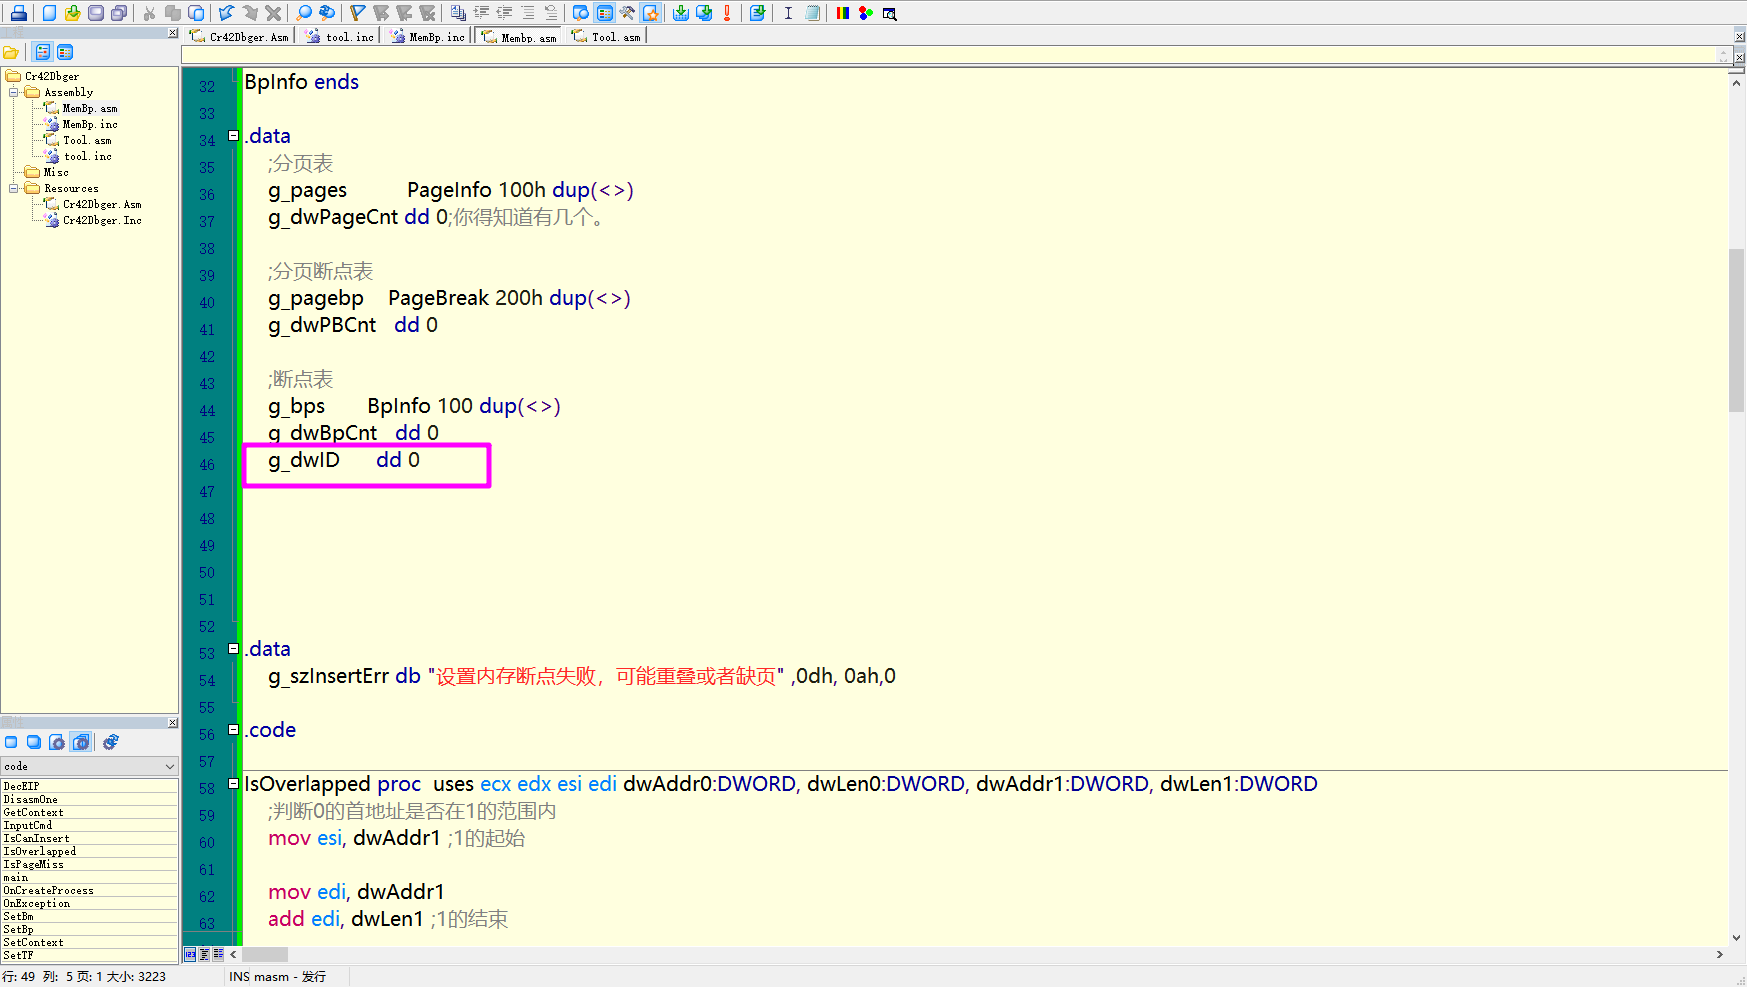 Cr42Dbger.Asm
tool.inc
MemBp.inc
Membp.asm
Tool.asm
Cr42Dbger
Assembly
MemBp.asm
MemBp.inc
Tool.asm
tool.inc
Misc
Resources
Cr42Dbger.Asm
Cr42Dbger.Inc
code
DecEIP
DisasmOne
GetContext
InputCmd
IsCanInsert
IsOverlapped
IsPageMiss
main
OnCreateProcess
OnException
SetBm
SetBp
SetContext
SetTF
32 BpInfo ends
33
34 .data
35 ;分页表
36 g_pages PageInfo 100h dup(<>)
37 g_dwPageCnt dd 0;你得知道有几个。
38
39 ;分页断点表
40 g_pagebp PageBreak 200h dup(<>)
41 g_dwPBCnt dd 0
42
43 ;断点表
44 g_bps BpInfo 100 dup(<>)
45 g_dwBpCnt dd 0
46 g_dwID dd 0
47
48
49
50
51
52
53 .data
54 g_szInsertErr db "设置内存断点失败，可能重叠或者缺页" ,0dh, 0ah,0
55
56 .code
57
58 IsOverlapped proc uses ecx edx esi edi dwAddr0:DWORD, dwLen0:DWORD, dwAddr1:DWORD, dwLen1:DWORD
59 ;判断0的首地址是否在1的范围内
60 mov esi, dwAddr1 ;1的起始
61
62 mov edi, dwAddr1
63 add edi, dwLen1 ;1的结束
行: 49 列: 5 页: 1 大小: 3223
INS masm - 发行